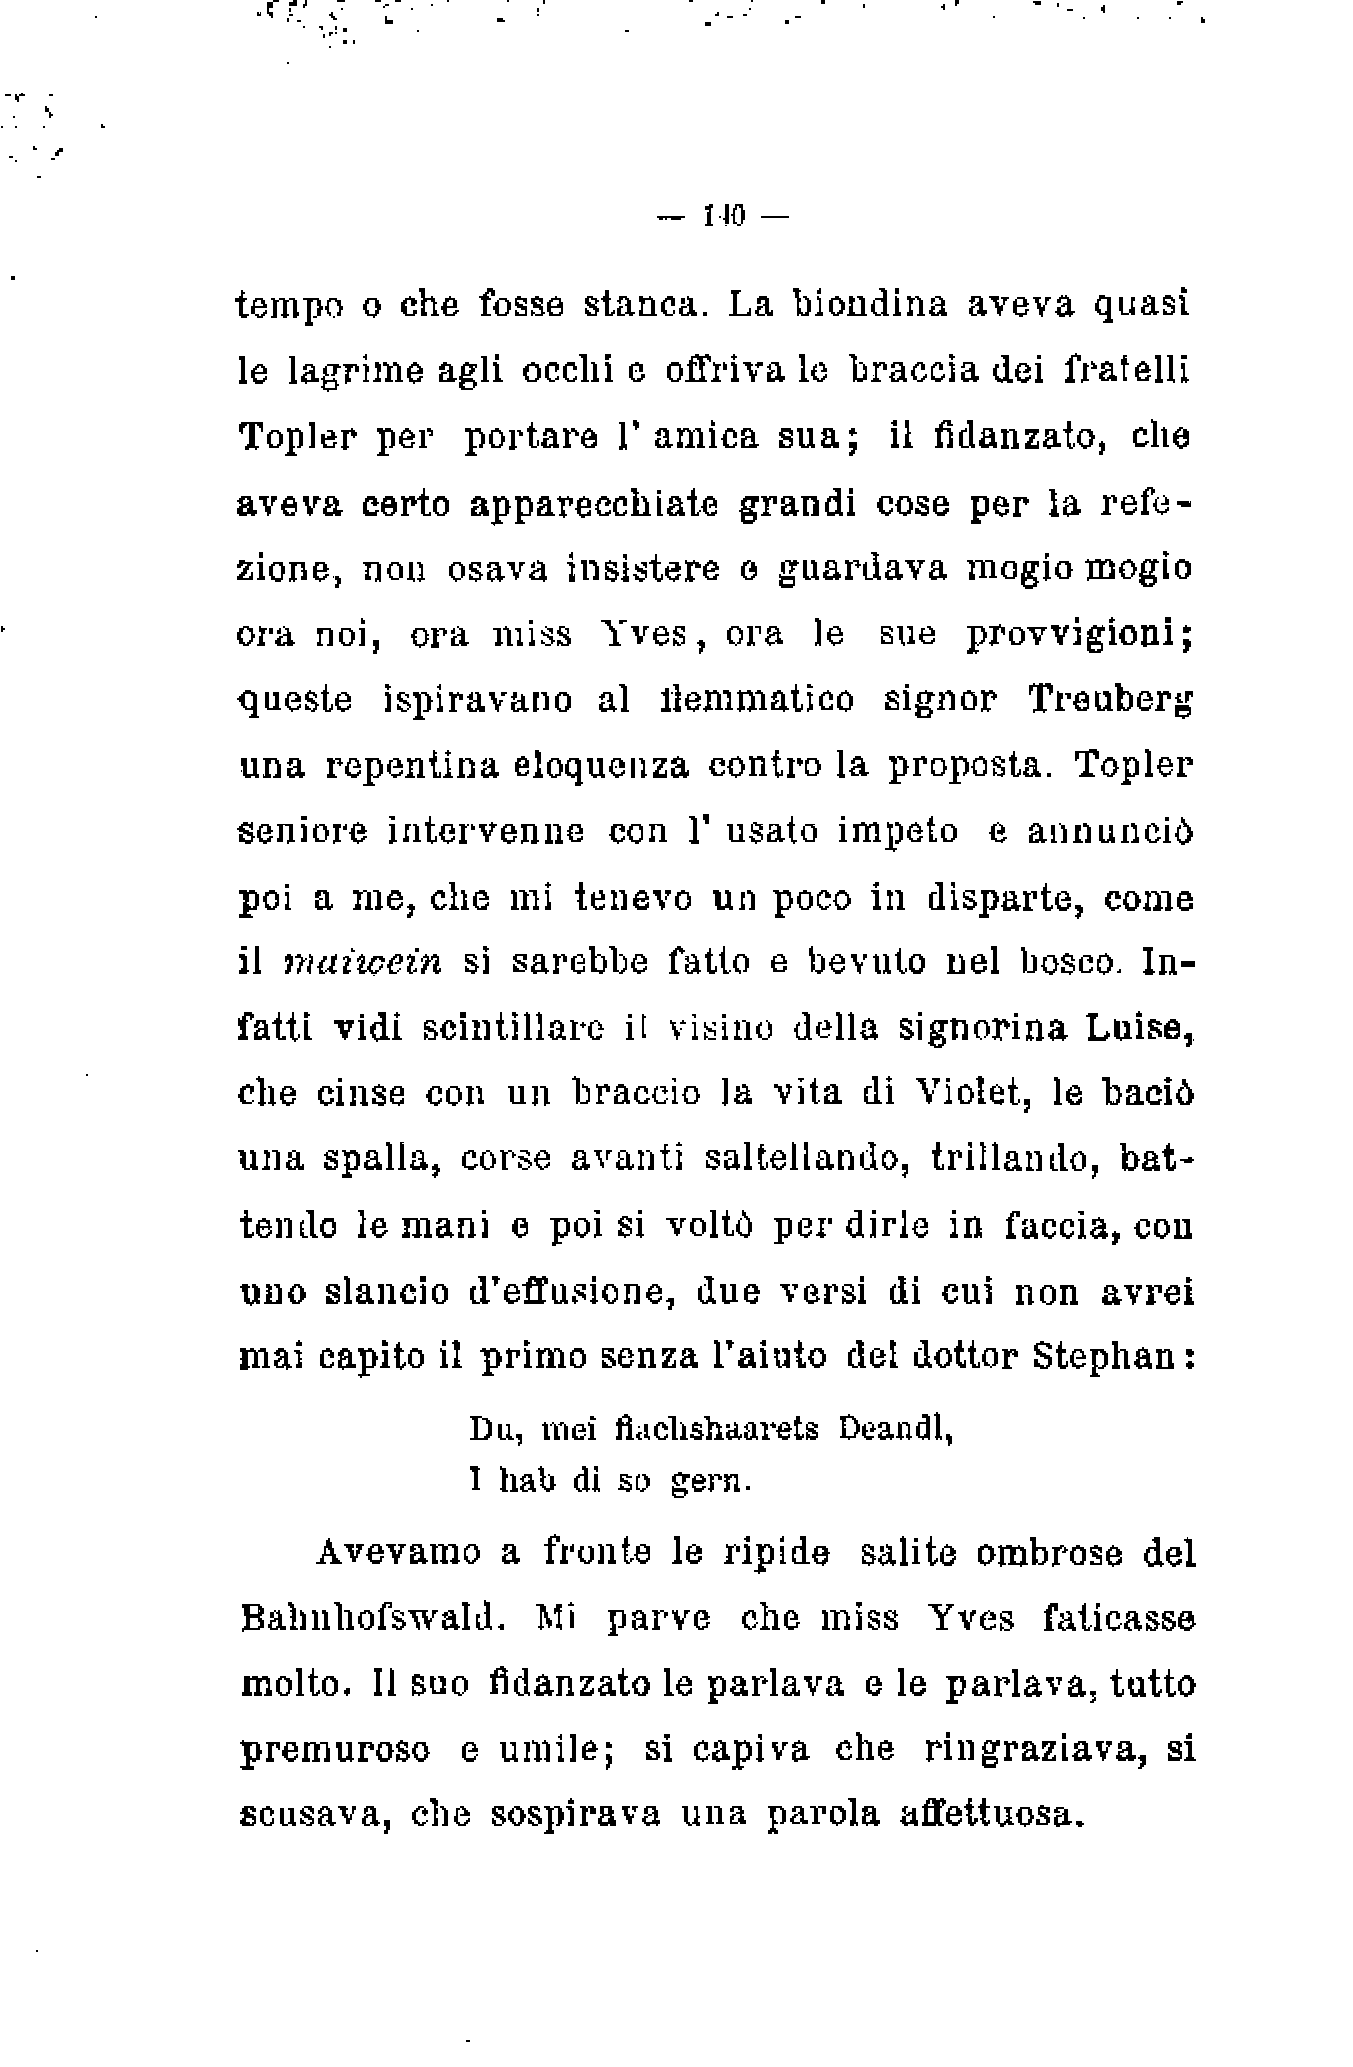 — 140 —
tempo o che fosse stanca. La biondina aveva quasi
le lagrime agli occhi e offriva le braccia dei fratelli
Topler per portare l' amica sua; il fidanzato, che
aveva certo apparecchiate grandi cose per la refe-
zione, non osava insistere e guardava mogio mogio
ora noi, ora miss Yves, ora le sue provvigioni;
queste ispiravano al flemmatico signor Treuberg
una repentina eloquenza contro la proposta. Topler
seniore intervenne con l' usato impeto e annunciò
poi a me, che mi tenevo un poco in disparte, come
il maiwein si sarebbe fatto e bevuto nel bosco. In-
fatti vidi scintillare il visino della signorina Luise,
che cinse con un braccio la vita di Violet, le baciò
una spalla, corse avanti saltellando, trillando, bat-
tendo le mani e poi si voltò per dirle in faccia, con
uno slancio d'effusione, due versi di cui non avrei
mai capito il primo senza l'aiuto del dottor Stephan:
Du, mei flachshaarets Deandl,
I hab di so gern.
Avevamo a fronte le ripide salite ombrose del
Bahnhofswald. Mi parve che miss Yves faticasse
molto. Il suo fidanzato le parlava e le parlava, tutto
premuroso e umile; si capiva che ringraziava, si
scusava, che sospirava una parola affettuosa.